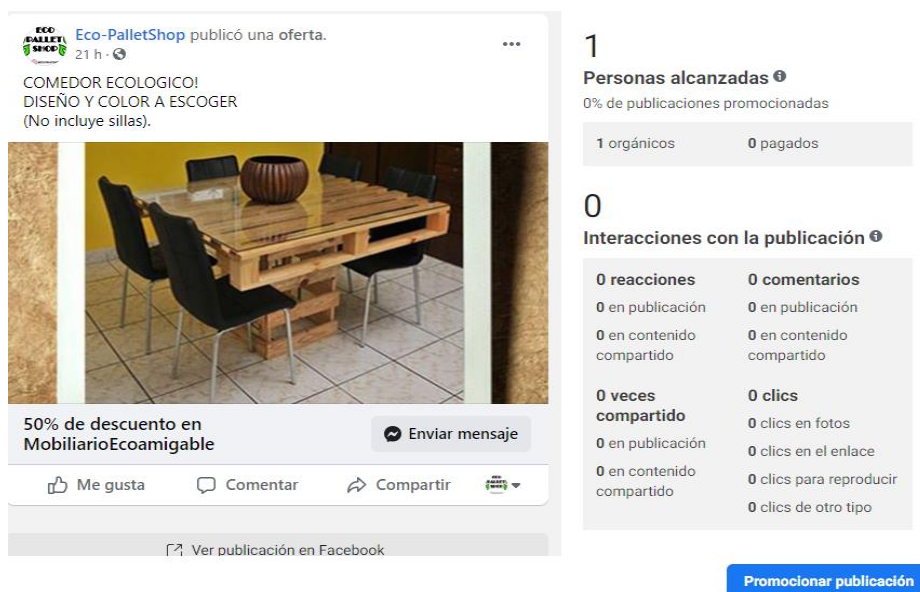 ECO
PALLET
SHOP
Eco-PalletShop publicó una oferta.
21 h ·
COMEDOR ECOLOGICO!
DISEÑO Y COLOR A ESCOGER
(No incluye sillas).
50% de descuento en
MobiliarioEcoamigable
Enviar mensaje
Me gusta
Comentar
Compartir
Ver publicación en Facebook
1
Personas alcanzadas
0% de publicaciones promocionadas
1 orgánicos
0 pagados
0
Interacciones con la publicación
0 reacciones
0 en publicación
0 en contenido
compartido
0 comentarios
0 en publicación
0 en contenido
compartido
0 veces
compartido
0 en publicación
0 en contenido
compartido
0 clics
0 clics en fotos
0 clics en el enlace
0 clics para reproducir
0 clics de otro tipo
Promocionar publicación